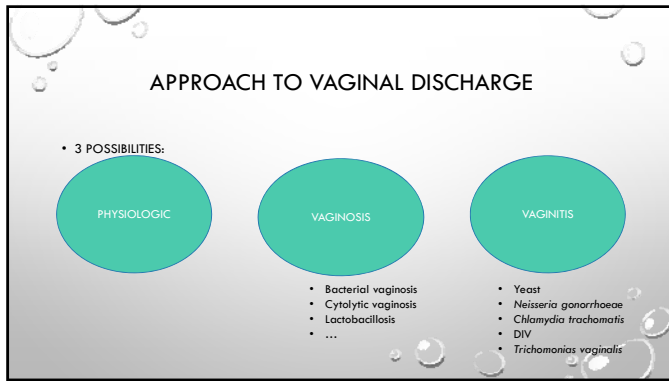 APPROACH TO VAGINAL DISCHARGE
• 3 POSSIBILITIES:
PHYSIOLOGIC
VAGINOSIS
• Bacterial vaginosis
• Cytolytic vaginosis
• Lactobacillosis
• ...
VAGINITIS
• Yeast
• Neisseria gonorrhoeae
• Chlamydia trachomatis
• DIV
• Trichomonias vaginalis